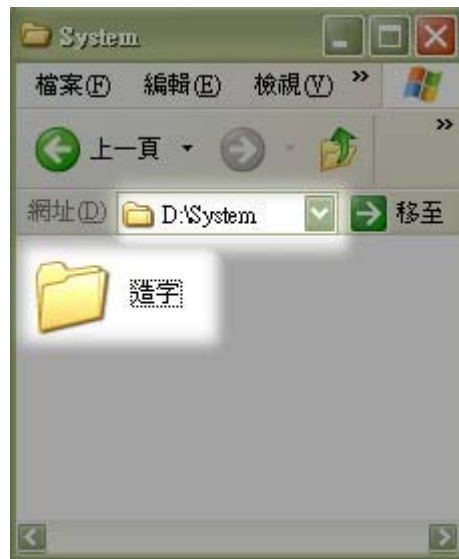 System
檔案(F) 編輯(E) 檢視(V) »
上一頁 »
網址(D) D:\System 移至
造字